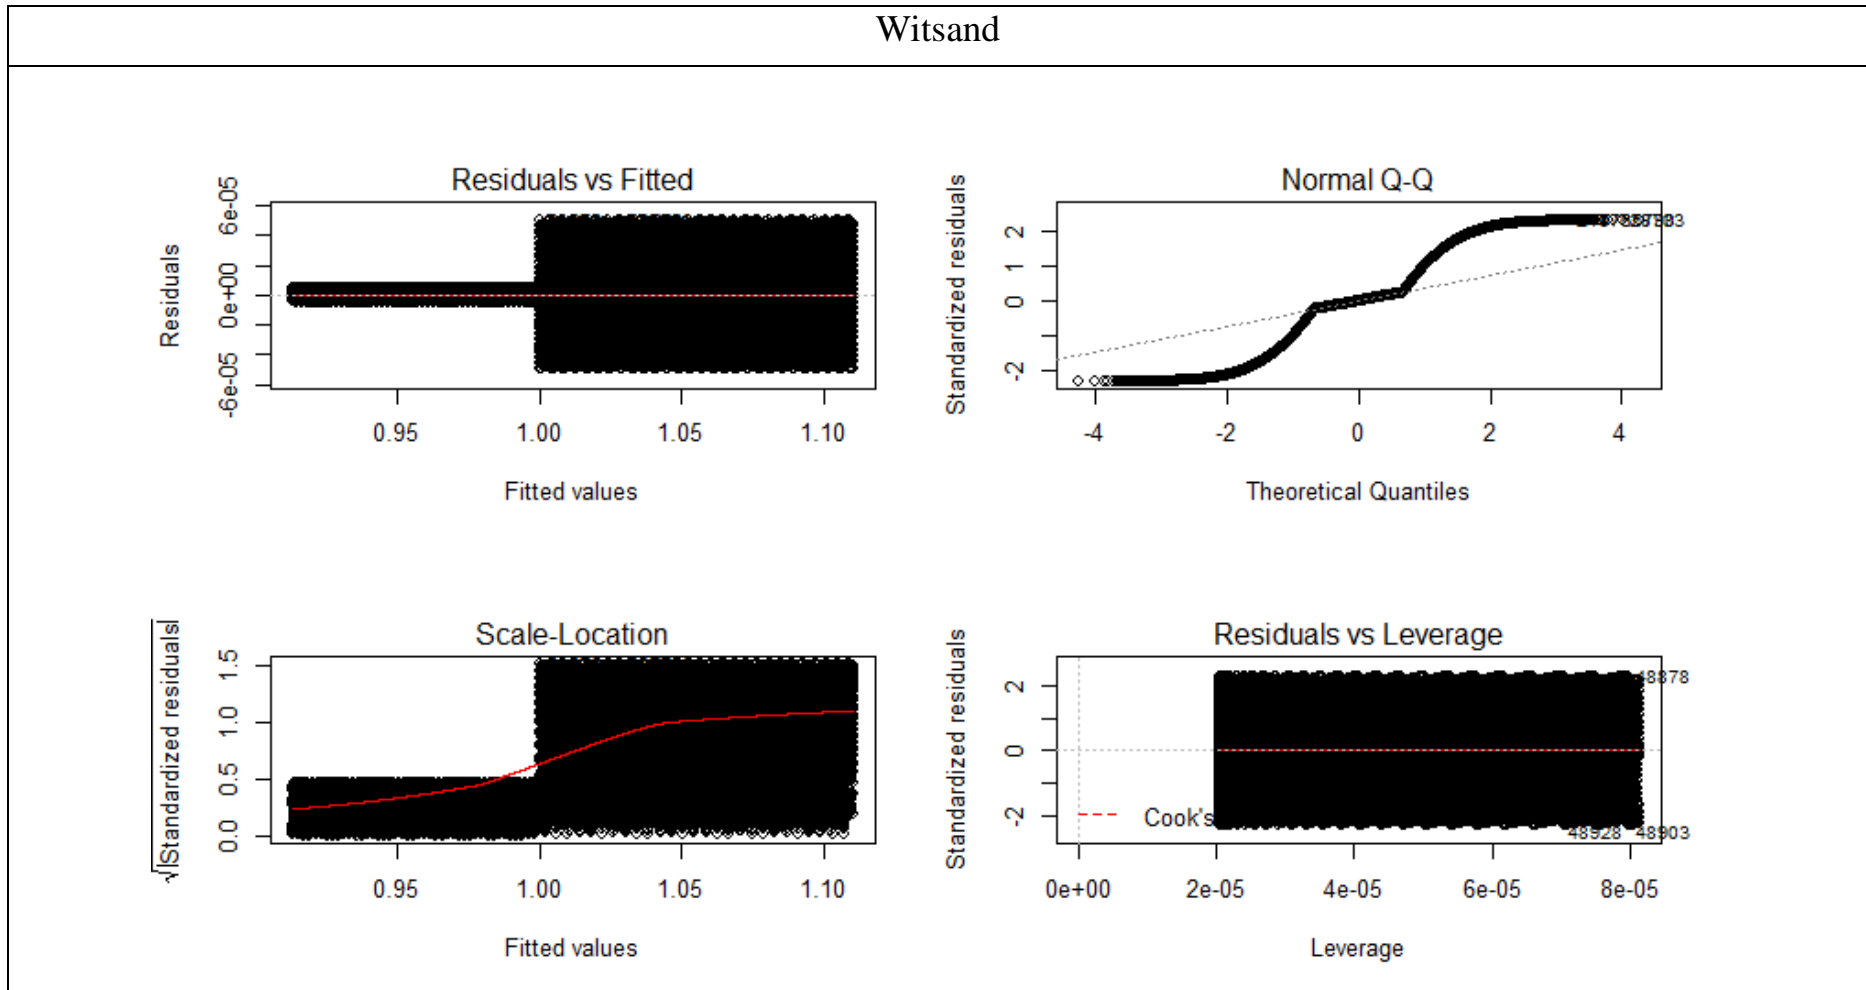 Witsand
Residuals vs Fitted
Residuals
6e-05
0e+00
-6e-05
0.95 1.00 1.05 1.10
Fitted values
Normal Q-Q
Standardized residuals
2
1
0
-2
-4 -2 0 2 4
Theoretical Quantiles
Scale-Location
√|Standardized residuals|
1.5
1.0
0.5
0.0
0.95 1.00 1.05 1.10
Fitted values
Residuals vs Leverage
Standardized residuals
2
0
-2
Cook's
48928 48903
0e+00 2e-05 4e-05 6e-05 8e-05
Leverage